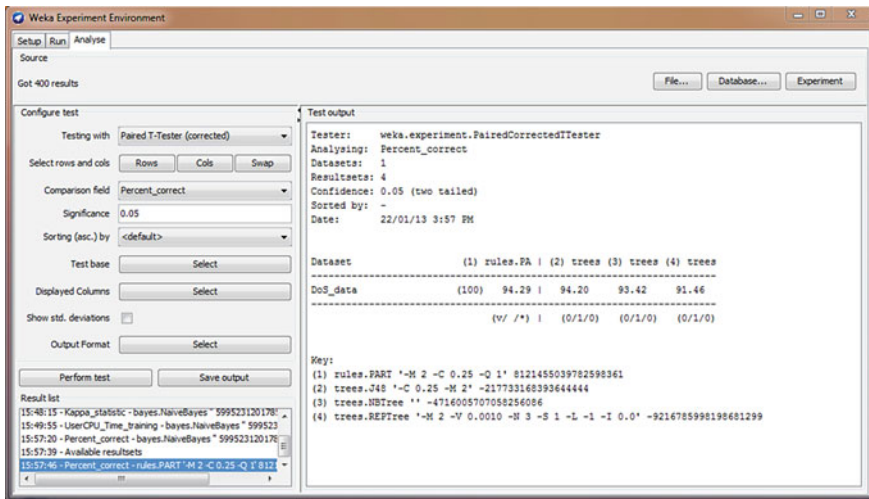 Weka Experiment Environment
Setup Run Analyse
Source
Got 400 results
File... Database... Experiment
Configure test
Testing with Paired T-Tester (corrected)
Select rows and cols Rows Cols Swap
Comparison field Percent_correct
Significance 0.05
Sorting (asc.) by <default>
Test base Select
Displayed Columns Select
Show std. deviations
Output Format Select
Perform test Save output
Result list
15:48:15 - Kappa_statistic - bayes.NaiveBayes '' 5995231201785
15:49:55 - UserCPU_Time_training - bayes.NaiveBayes '' 599523
15:57:20 - Percent_correct - bayes.NaiveBayes '' 5995231201785
15:57:39 - Available resultsets
15:57:46 - Percent_correct - rules.PART '-M 2 -C 0.25 -Q 1' 8121
Test output
Tester: weka.experiment.PairedCorrectedTTester
Analysing: Percent_correct
Datasets: 1
Resultsets: 4
Confidence: 0.05 (two tailed)
Sorted by: -
Date: 22/01/13 3:57 PM
Dataset (1) rules.PA | (2) trees (3) trees (4) trees
DoS_data (100) 94.29 | 94.20 93.42 91.46
(v/ /*) | (0/1/0) (0/1/0) (0/1/0)
Key:
(1) rules.PART '-M 2 -C 0.25 -Q 1' 8121455039782598361
(2) trees.J48 '-C 0.25 -M 2' -217733168393644444
(3) trees.NBTree '' -4716005707058256086
(4) trees.REPTree '-M 2 -V 0.0010 -N 3 -S 1 -L -1 -I 0.0' -9216785998198681299